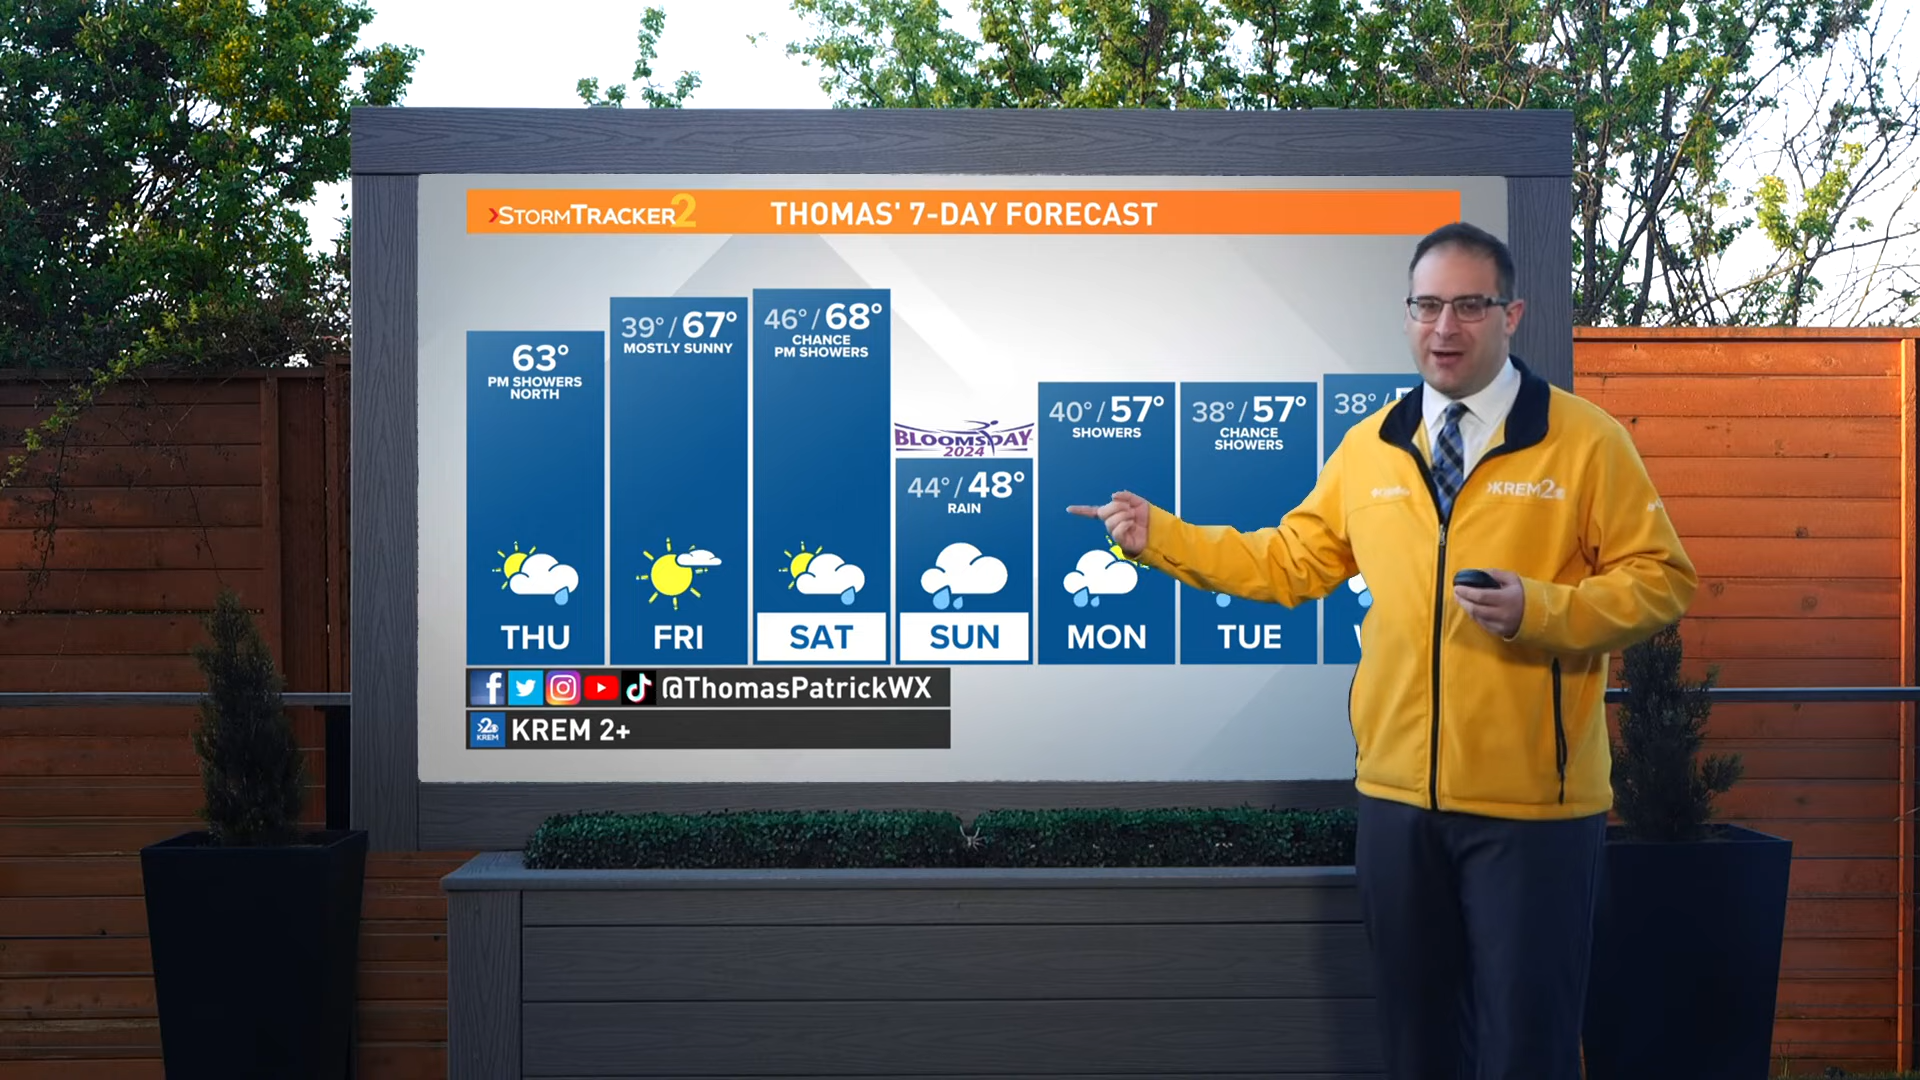 STORMTRACKER2
THOMAS' 7-DAY FORECAST
63°
PM SHOWERS
NORTH
THU
39° / 67°
MOSTLY SUNNY
FRI
46° / 68°
CHANCE
PM SHOWERS
SAT
BLOOMSDAY
2024
44° / 48°
RAIN
SUN
40° / 57°
SHOWERS
MON
38° / 57°
CHANCE
SHOWERS
TUE
38° /
@ThomasPatrickWX
2
KREM
KREM 2+
KREM2